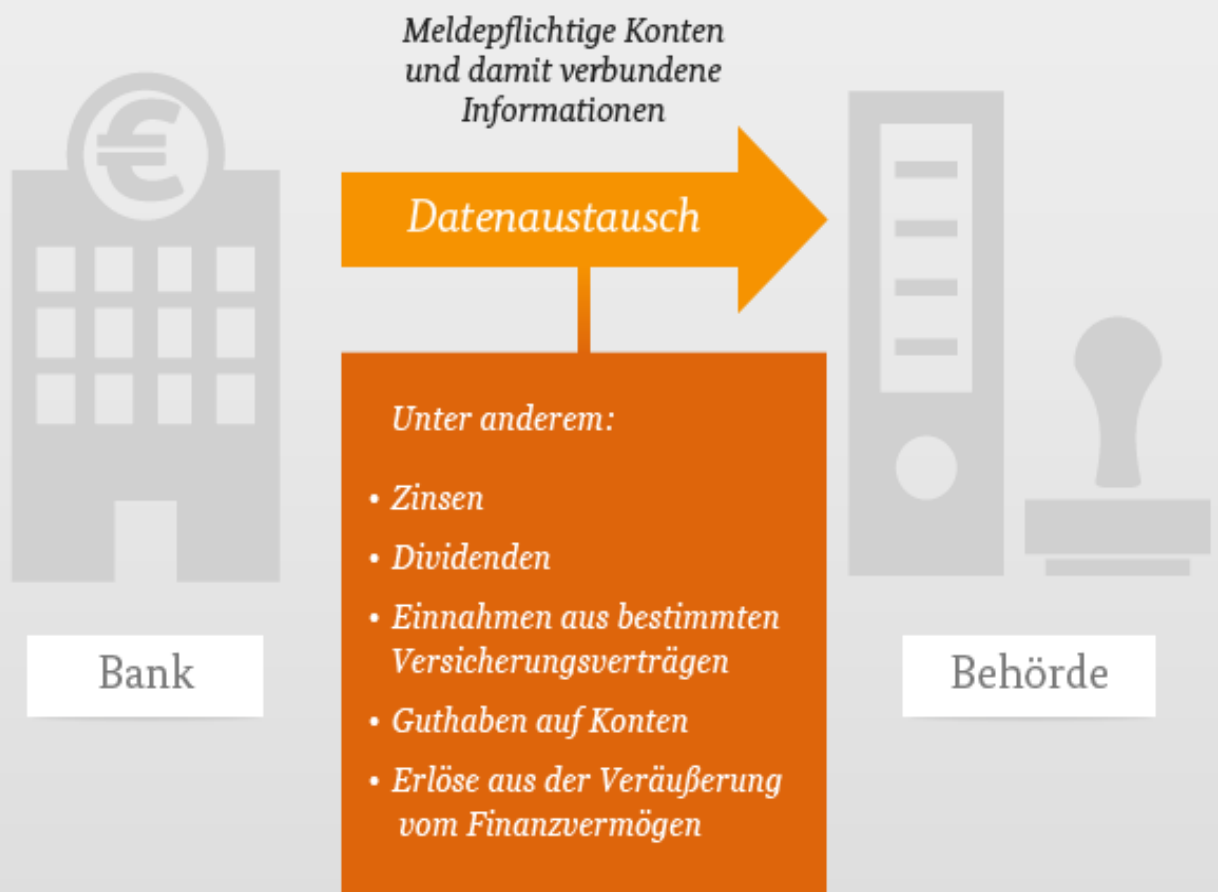 Meldepflichtige Konten
und damit verbundene
Informationen
€
Datenaustausch
Unter anderem:
• Zinsen
• Dividenden
• Einnahmen aus bestimmten
Versicherungsverträgen
• Guthaben auf Konten
• Erlöse aus der Veräußerung
vom Finanzvermögen
Bank
Behörde